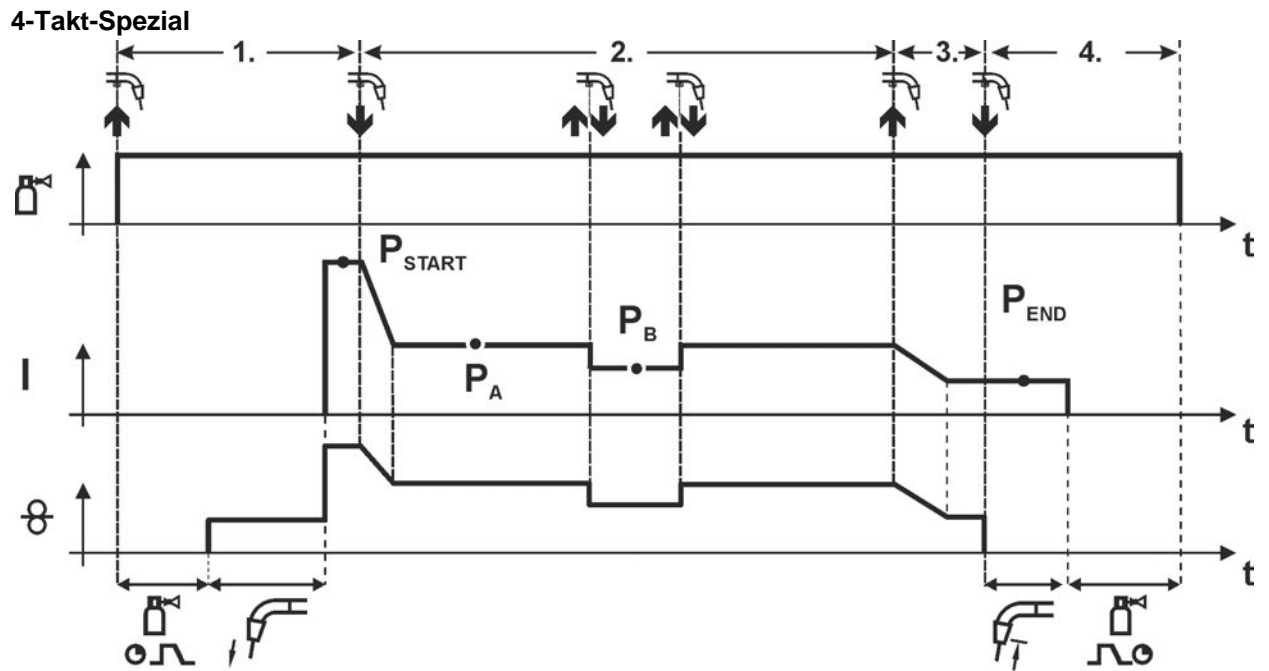 4-Takt-Spezial
1. 2. 3. 4.
t
P START
P B
P END
P A
I
t
t